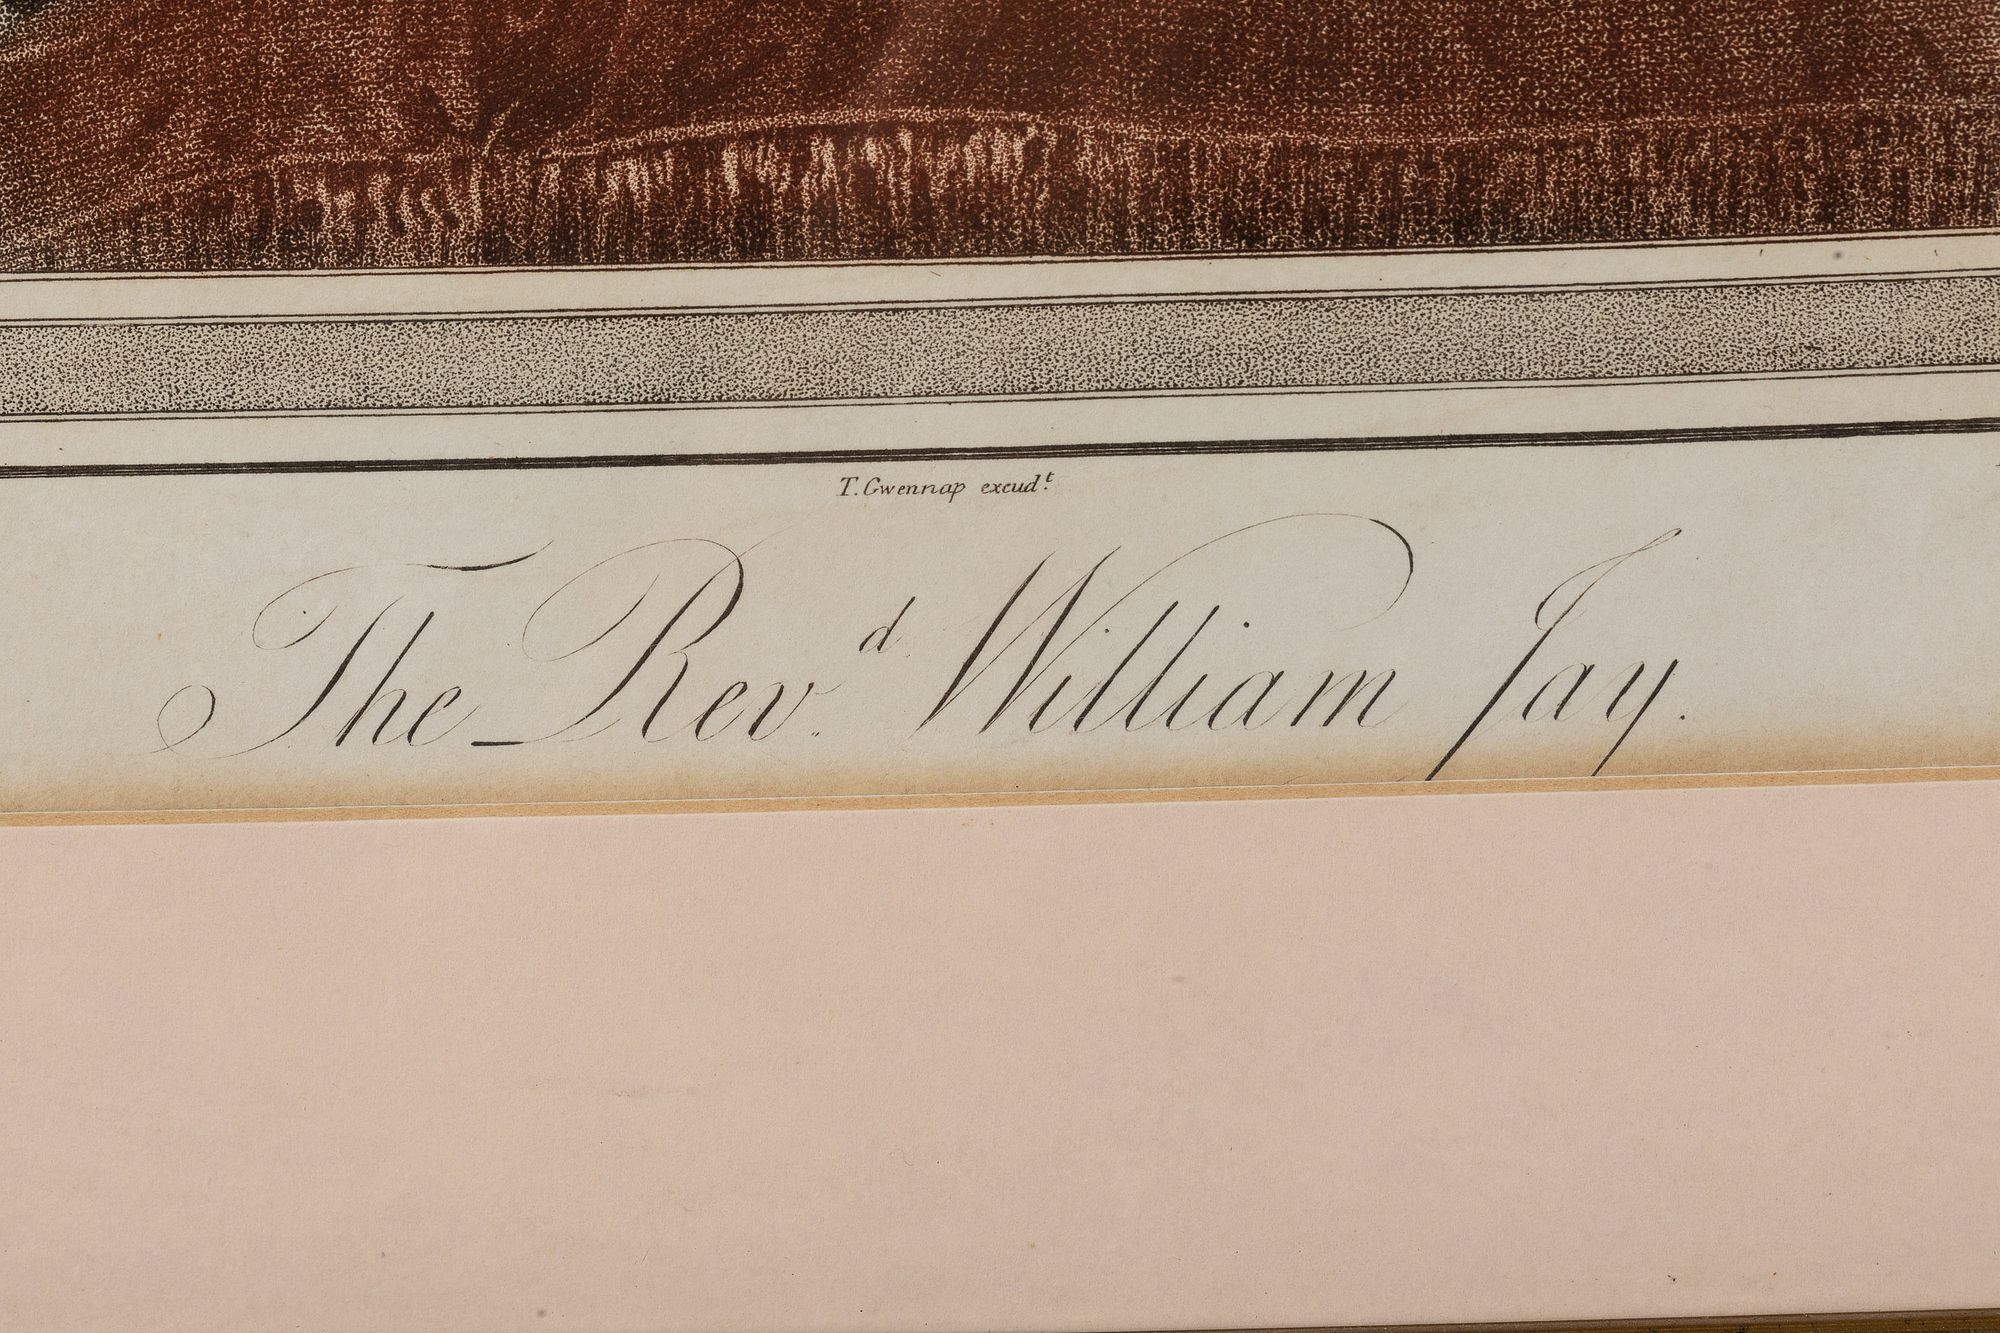 T. Gwennap excud.t
The Rev.d William Jay.